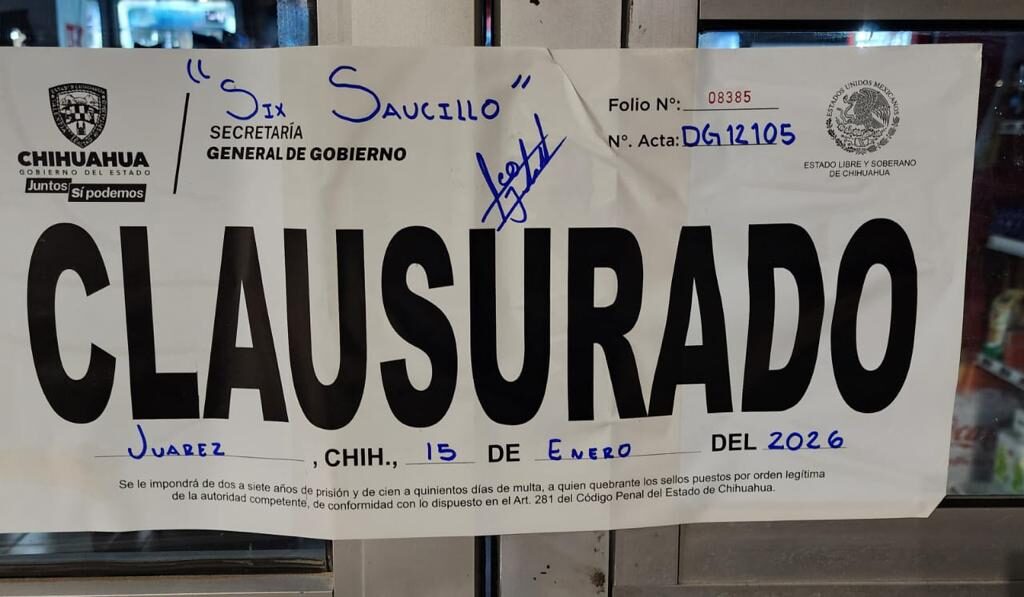 "Six Saucillo"
CHIHUAHUA
GOBIERNO DEL ESTADO
Juntos Sí podemos
SECRETARÍA
GENERAL DE GOBIERNO
Folio Nº: 08385
Nº. Acta: DG12105
ESTADOS UNIDOS MEXICANOS
ESTADO LIBRE Y SOBERANO
DE CHIHUAHUA
CLAUSURADO
JUAREZ, CHIH., 15 DE ENERO DEL 2026
Se le impondrá de dos a siete años de prisión y de cien a quinientos días de multa, a quien quebrante los sellos puestos por orden legítima
de la autoridad competente, de conformidad con lo dispuesto en el Art. 281 del Código Penal del Estado de Chihuahua.